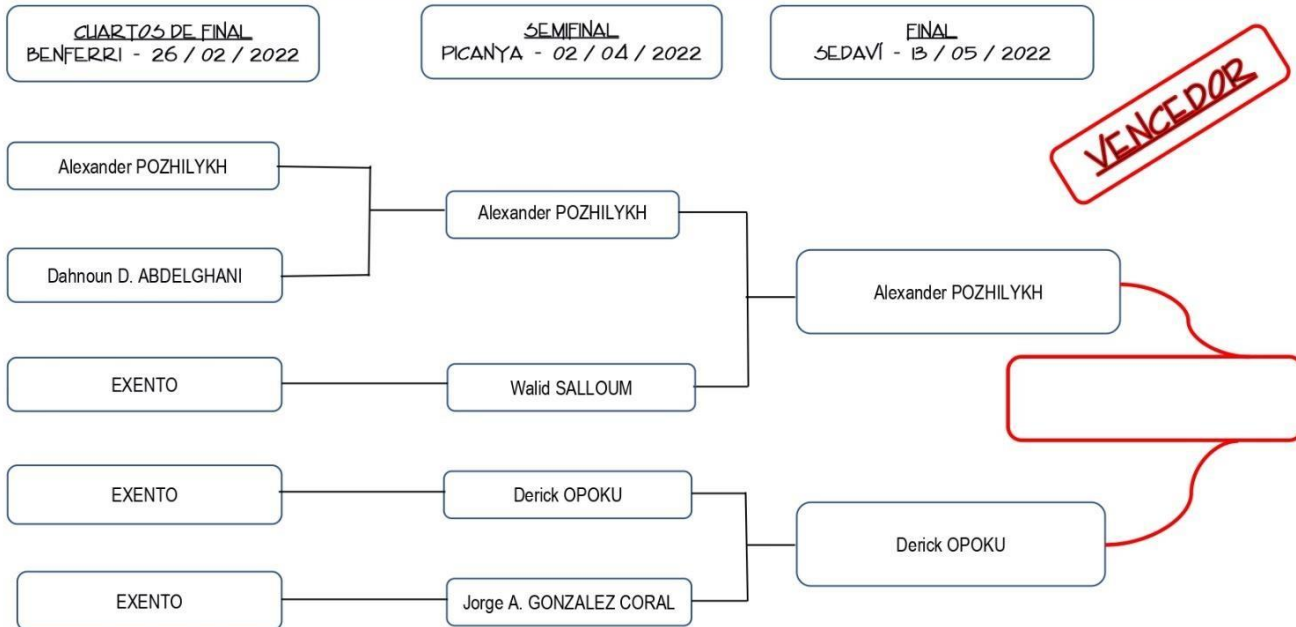 CUARTOS DE FINAL
BENFERRI - 26 / 02 / 2022
SEMIFINAL
PICANYA - 02 / 04 / 2022
FINAL
SEDAVÍ - 13 / 05 / 2022
VENCEDOR
Alexander POZHILYKH
Dahnoun D. ABDELGHANI
EXENTO
EXENTO
EXENTO
Alexander POZHILYKH
Walid SALLOUM
Derick OPOKU
Jorge A. GONZALEZ CORAL
Alexander POZHILYKH
Derick OPOKU